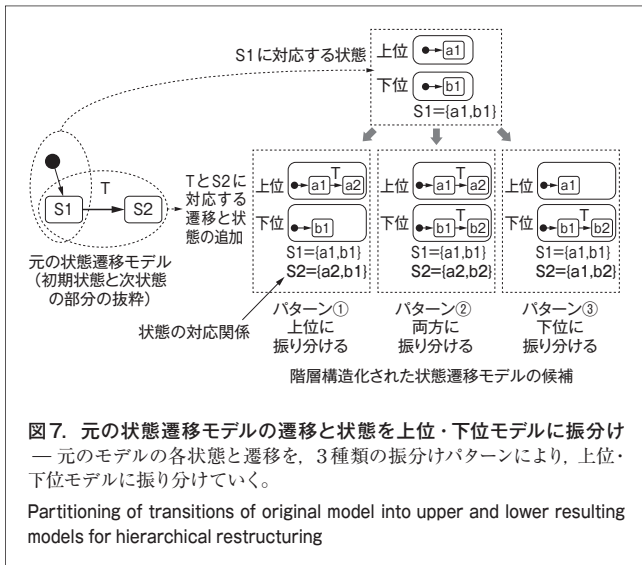 S1に対応する状態
上位
a1
下位
b1
S1={a1,b1}
T
S1
S2
元の状態遷移モデル
(初期状態と次状態
の部分の抜粋)
TとS2に
対応する
遷移と状
態の追加
状態の対応関係
上位
a1
T
a2
下位
b1
S1={a1,b1}
S2={a2,b1}
パターン①
上位に
振り分ける
上位
a1
T
a2
下位
b1
T
b2
S1={a1,b1}
S2={a2,b2}
パターン②
両方に
振り分ける
上位
a1
下位
b1
T
b2
S1={a1,b1}
S2={a1,b2}
パターン③
下位に
振り分ける
階層構造化された状態遷移モデルの候補
図7. 元の状態遷移モデルの遷移と状態を上位・下位モデルに振分け
— 元のモデルの各状態と遷移を，3種類の振分けパターンにより，上位・
下位モデルに振り分けていく。
Partitioning of transitions of original model into upper and lower resulting
models for hierarchical restructuring